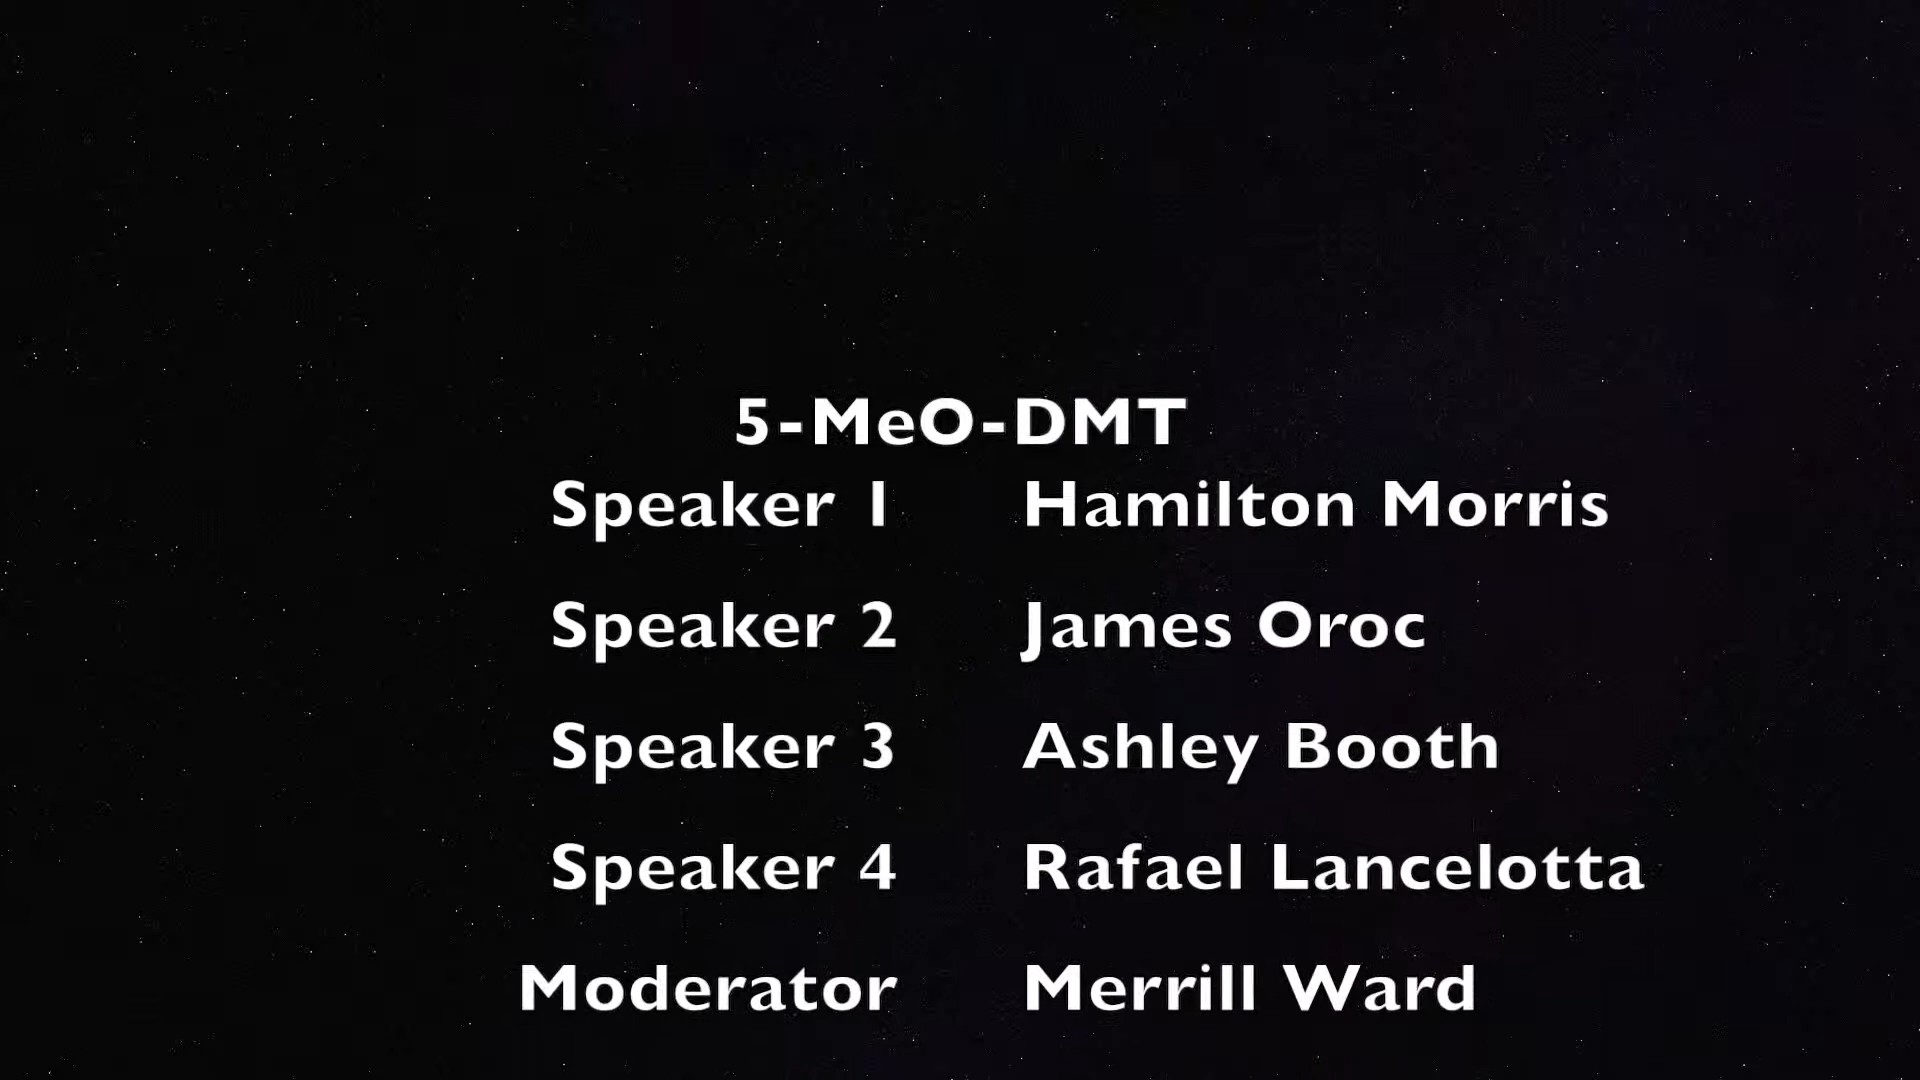 5-MeO-DMT
Speaker 1 Hamilton Morris
Speaker 2 James Oroc
Speaker 3 Ashley Booth
Speaker 4 Rafael Lancelotta
Moderator Merrill Ward